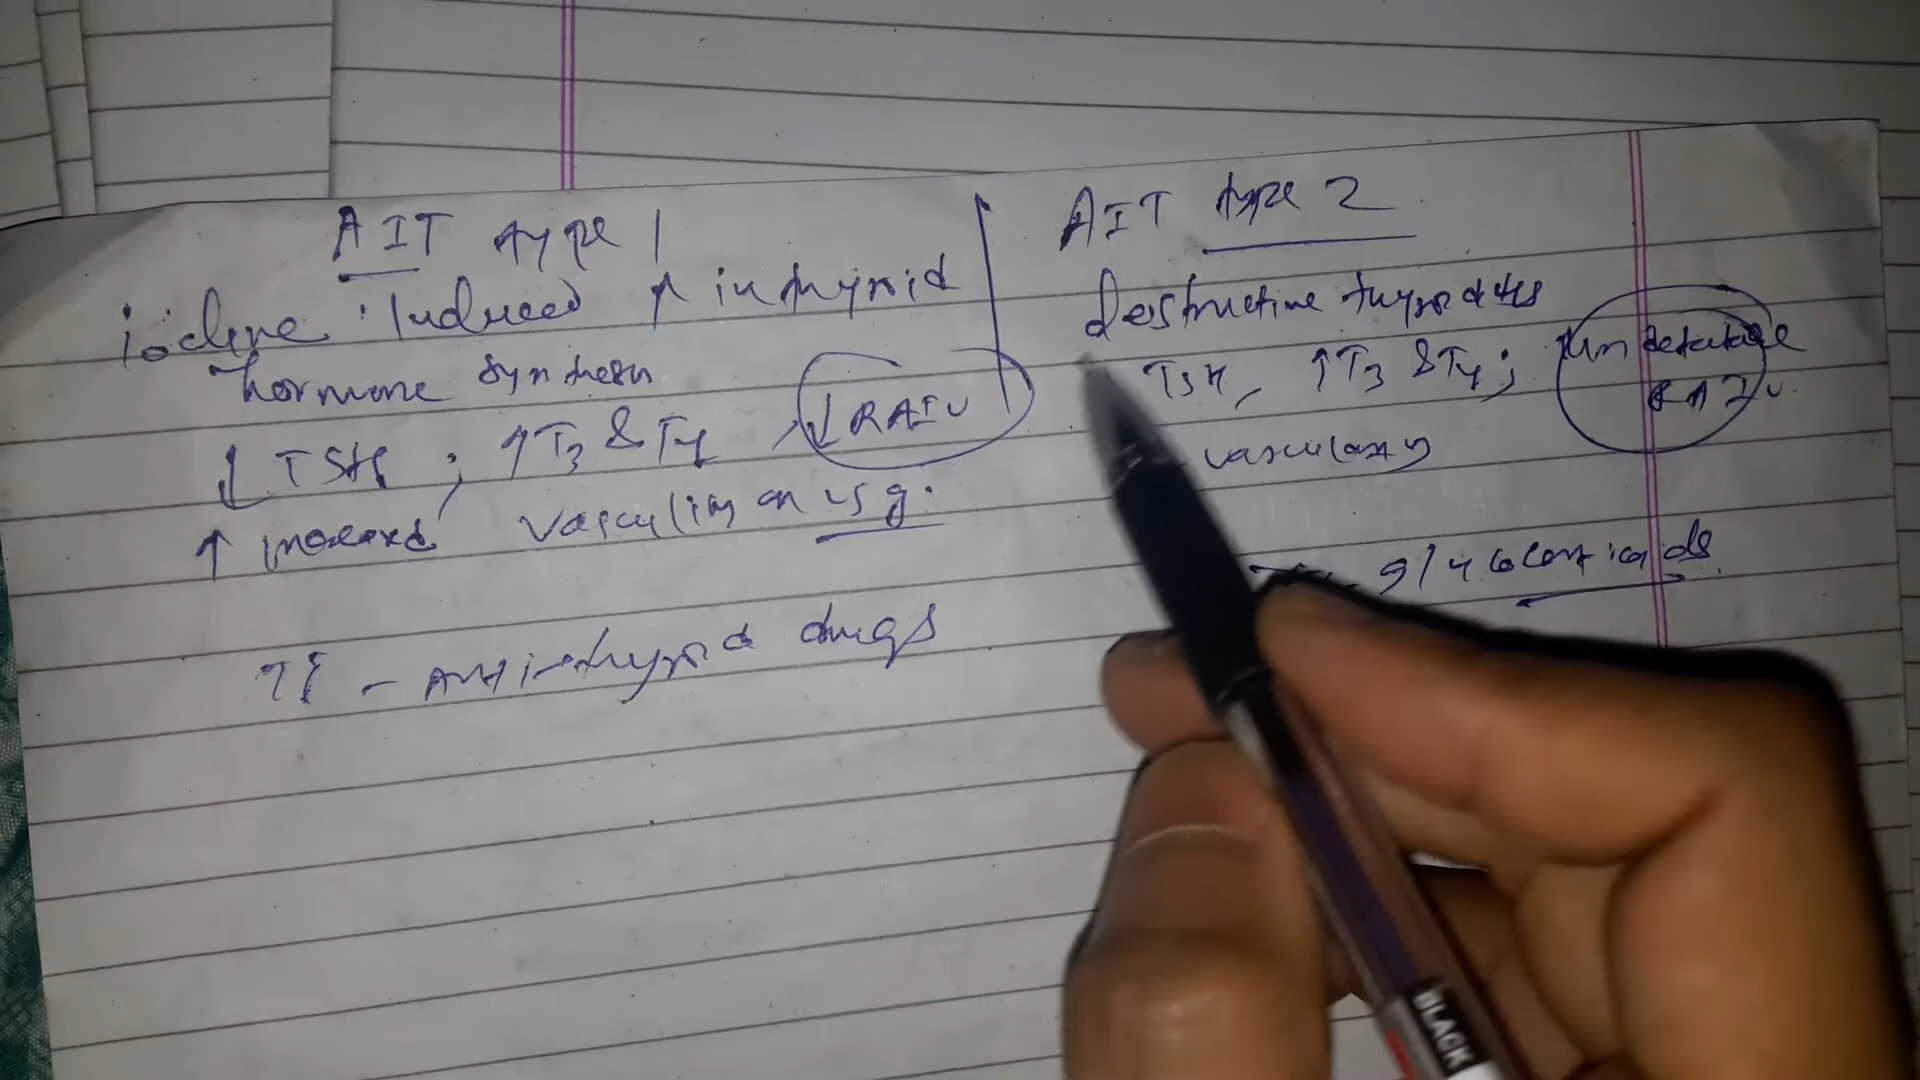 AIT type 1
iodine induced ↑ in thyroid
hormone synthesis
↓ TSH ; ↑T3 & T4 , ↓RAIU
↑ increased vascularity on usg.
- Antithyroid drugs
AIT type 2
destructive thyroiditis
TSH, ↑T3 & T4; undetectable
RAIU.
vascularity
glucocorticoids.
BLACK